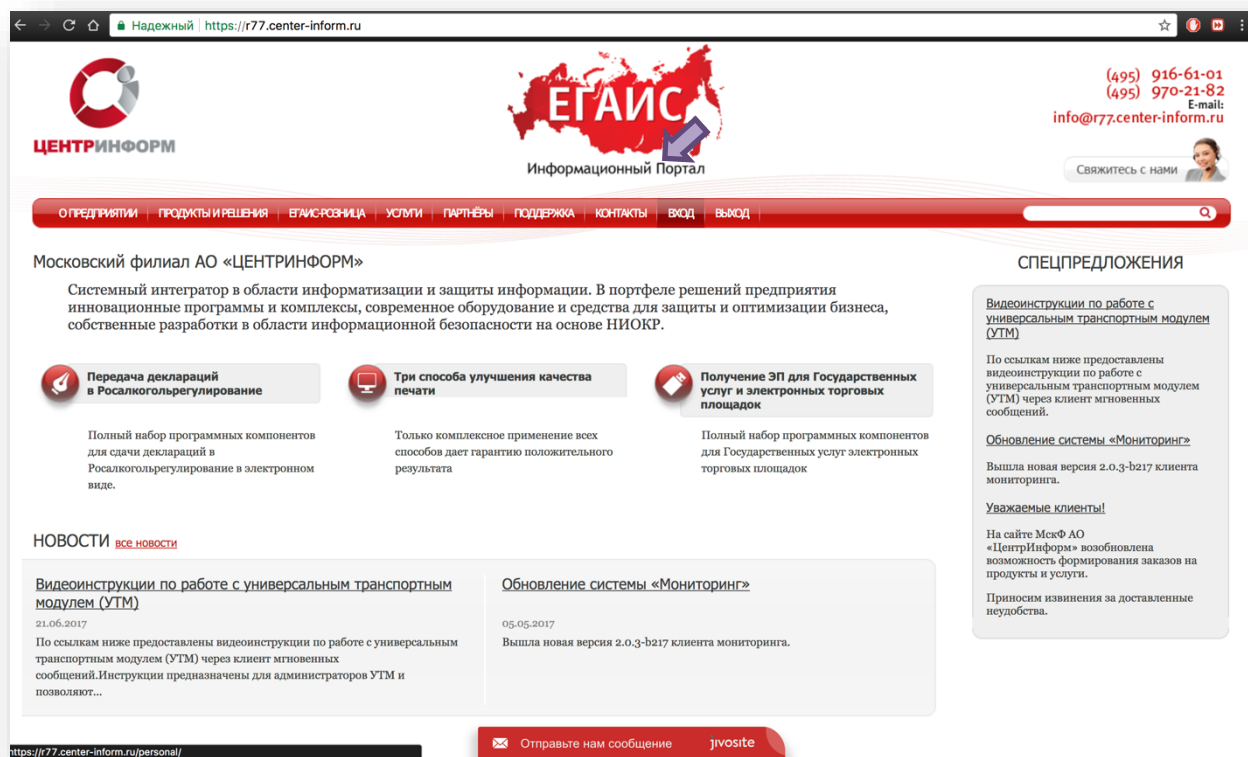 Надежный https://r77.center-inform.ru
ЦЕНТРИНФОРМ
ЕГАИС
Информационный Портал
(495) 916-61-01
(495) 970-21-82
E-mail:
info@r77.center-inform.ru
Свяжитесь с нами
О ПРЕДПРИЯТИИ ПРОДУКТЫ И РЕШЕНИЯ ЕГАИС-РОЗНИЦА УСЛУГИ ПАРТНЁРЫ ПОДДЕРЖКА КОНТАКТЫ ВХОД ВЫХОД
Московский филиал АО «ЦЕНТРИНФОРМ»
Системный интегратор в области информатизации и защиты информации. В портфеле решений предприятия
инновационные программы и комплексы, современное оборудование и средства для защиты и оптимизации бизнеса,
собственные разработки в области информационной безопасности на основе НИОКР.
Передача деклараций
в Росалкогольрегулирование
Полный набор программных компонентов
для сдачи деклараций в
Росалкогольрегулирование в электронном
виде.
Три способа улучшения качества
печати
Только комплексное применение всех
способов дает гарантию положительного
результата
Получение ЭП для Государственных
услуг и электронных торговых
площадок
Полный набор программных компонентов
для Государственных услуг электронных
торговых площадок
НОВОСТИ все новости
Видеоинструкции по работе с универсальным транспортным
модулем (УТМ)
21.06.2017
По ссылкам ниже предоставлены видеоинструкции по работе с универсальным
транспортным модулем (УТМ) через клиент мгновенных
сообщений.Инструкции предназначены для администраторов УТМ и
позволяют...
Обновление системы «Мониторинг»
05.05.2017
Вышла новая версия 2.0.3-b217 клиента мониторинга.
СПЕЦПРЕДЛОЖЕНИЯ
Видеоинструкции по работе с
универсальным транспортным модулем
(УТМ)
По ссылкам ниже предоставлены
видеоинструкции по работе с
универсальным транспортным модулем
(УТМ) через клиент мгновенных
сообщений.
Обновление системы «Мониторинг»
Вышла новая версия 2.0.3-b217 клиента
мониторинга.
Уважаемые клиенты!
На сайте МскФ АО
«ЦентрИнформ» возобновлена
возможность формирования заказов на
продукты и услуги.
Приносим извинения за доставленные
неудобства.
Отправьте нам сообщение jivosite
https://r77.center-inform.ru/personal/